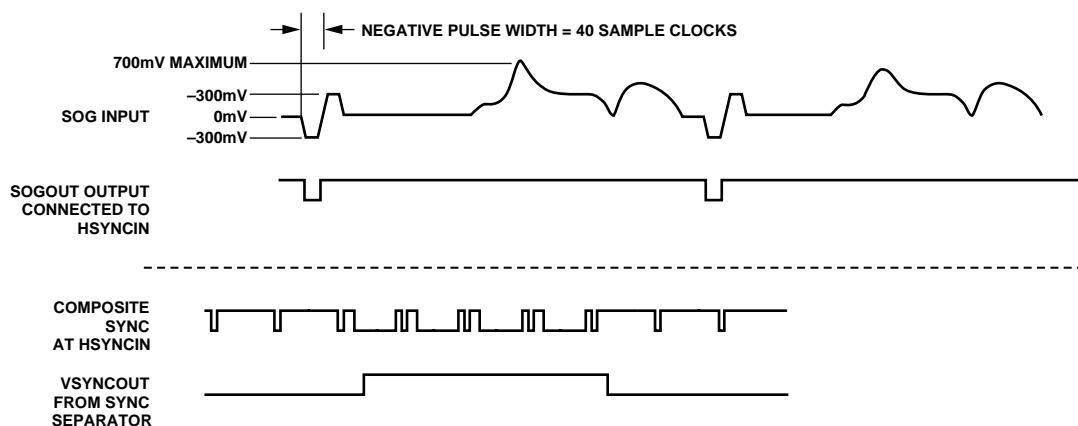 NEGATIVE PULSE WIDTH = 40 SAMPLE CLOCKS
700mV MAXIMUM
–300mV
SOG INPUT
0mV
–300mV
SOGOUT OUTPUT
CONNECTED TO
HSYNCIN
COMPOSITE
SYNC
AT HSYNCIN
VSYNCOUT
FROM SYNC
SEPARATOR